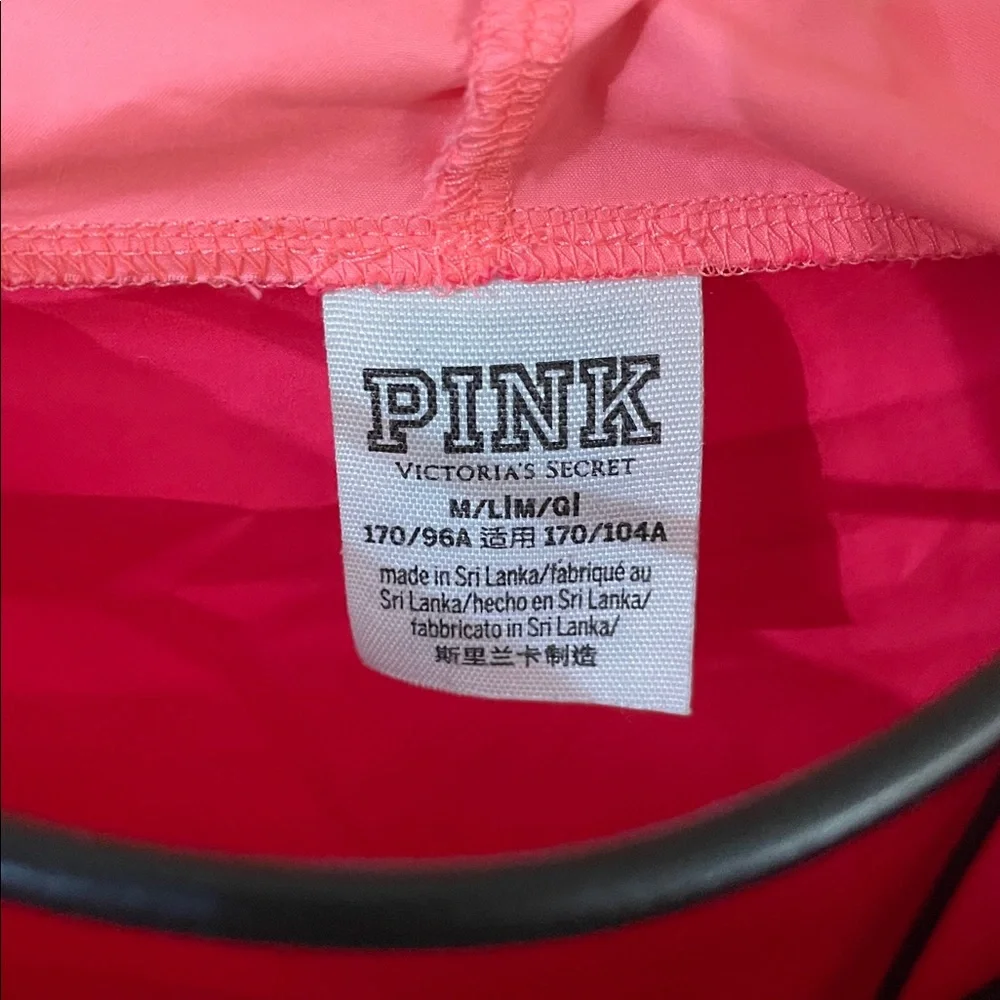 PINK
VICTORIA'S SECRET
M/L|M/G|
170/96A 适用 170/104A
made in Sri Lanka/fabriqué au
Sri Lanka/hecho en Sri Lanka/
fabbricato in Sri Lanka/
斯里兰卡制造